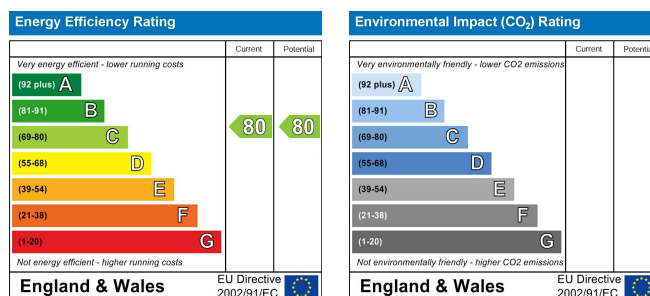 Energy Efficiency Rating
Current Potential
Very energy efficient - lower running costs
(92 plus) A
(81-91) B
(69-80) C
80 80
(55-68) D
(39-54) E
(21-38) F
(1-20) G
Not energy efficient - higher running costs
England & Wales
EU Directive
2002/91/EC
Environmental Impact (CO₂) Rating
Current Potentia
Very environmentally friendly - lower CO2 emissions
(92 plus) A
(81-91) B
(69-80) C
(55-68) D
(39-54) E
(21-38) F
(1-20) G
Not environmentally friendly - higher CO2 emissions
England & Wales
EU Directive
2002/91/EC